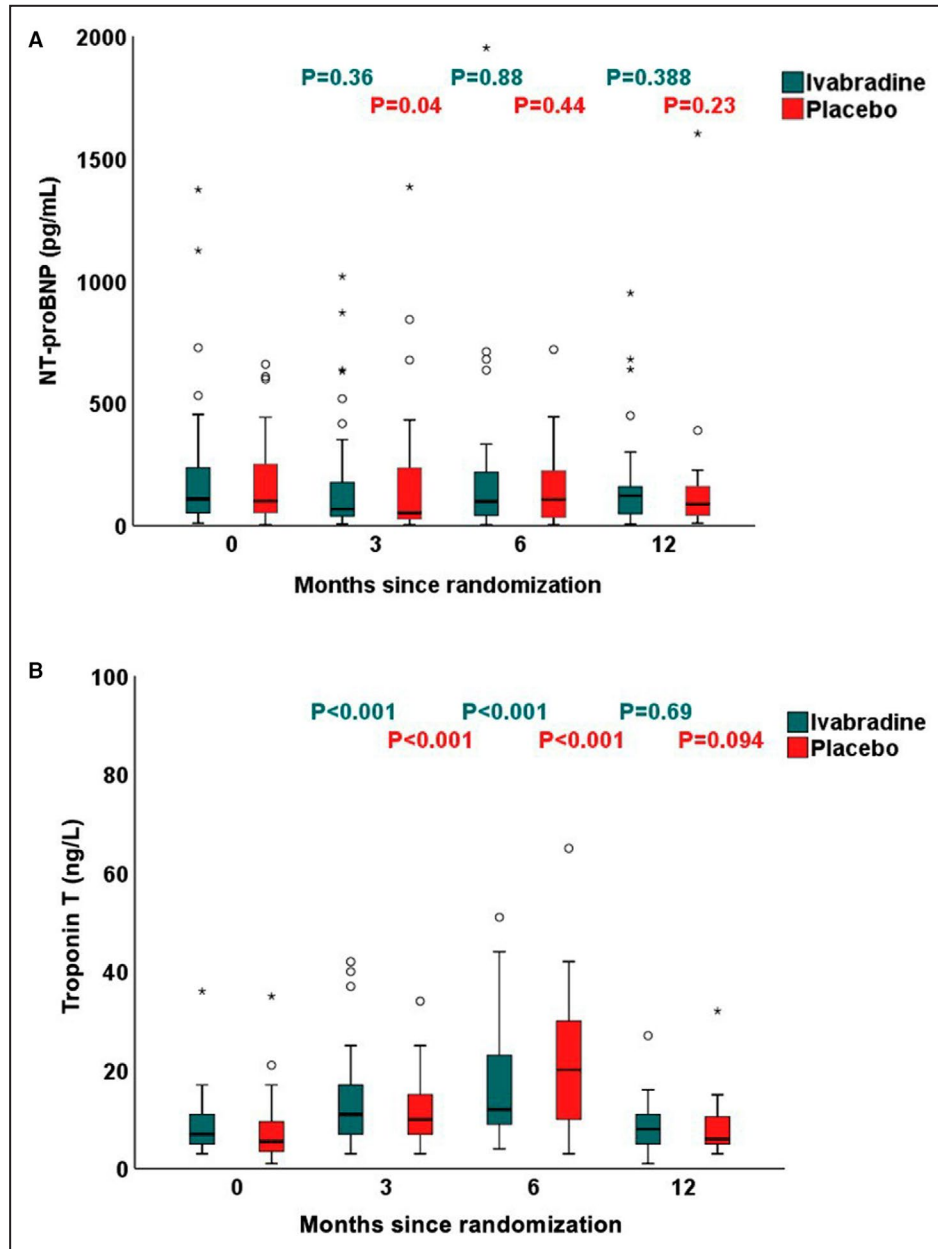 A
2000
P=0.36 P=0.88 P=0.388
P=0.04 P=0.44 P=0.23
Ivabradine
Placebo
1500
1000
500
0
NT-proBNP (pg/mL)
0 3 6 12
Months since randomization
B
100
P<0.001 P<0.001 P=0.69
P<0.001 P<0.001 P=0.094
Ivabradine
Placebo
80
60
40
20
0
Troponin T (ng/L)
0 3 6 12
Months since randomization